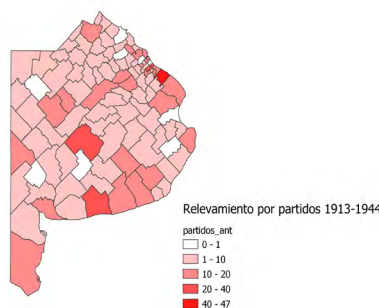 Relevamiento por partidos 1913-1944
partidos_ant
0 - 1
1 - 10
10 - 20
20 - 40
40 - 47